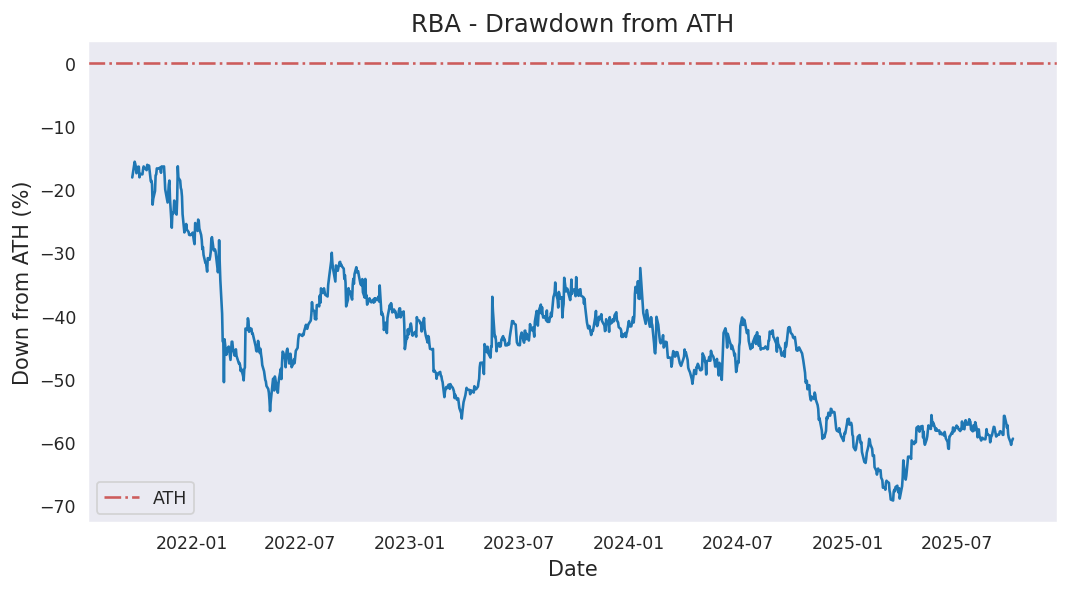 RBA - Drawdown from ATH
Down from ATH (%)
0
−10
−20
−30
−40
−50
−60
−70
ATH
2022-01 2022-07 2023-01 2023-07 2024-01 2024-07 2025-01 2025-07
Date